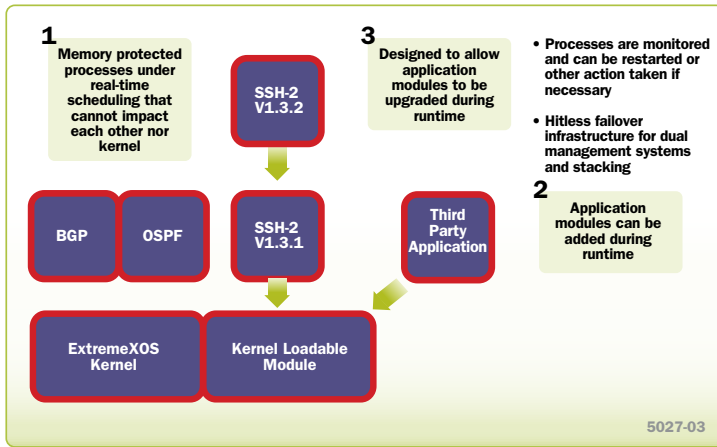 1
Memory protected
processes under
real-time
scheduling that
cannot impact
each other nor
kernel
SSH-2
V1.3.2
3
Designed to allow
application
modules to be
upgraded during
runtime
• Processes are monitored
and can be restarted or
other action taken if
necessary
• Hitless failover
infrastructure for dual
management systems
and stacking
2
Application
modules can be
added during
runtime
BGP
OSPF
SSH-2
V1.3.1
Third
Party
Application
ExtremeXOS
Kernel
Kernel Loadable
Module
5027-03